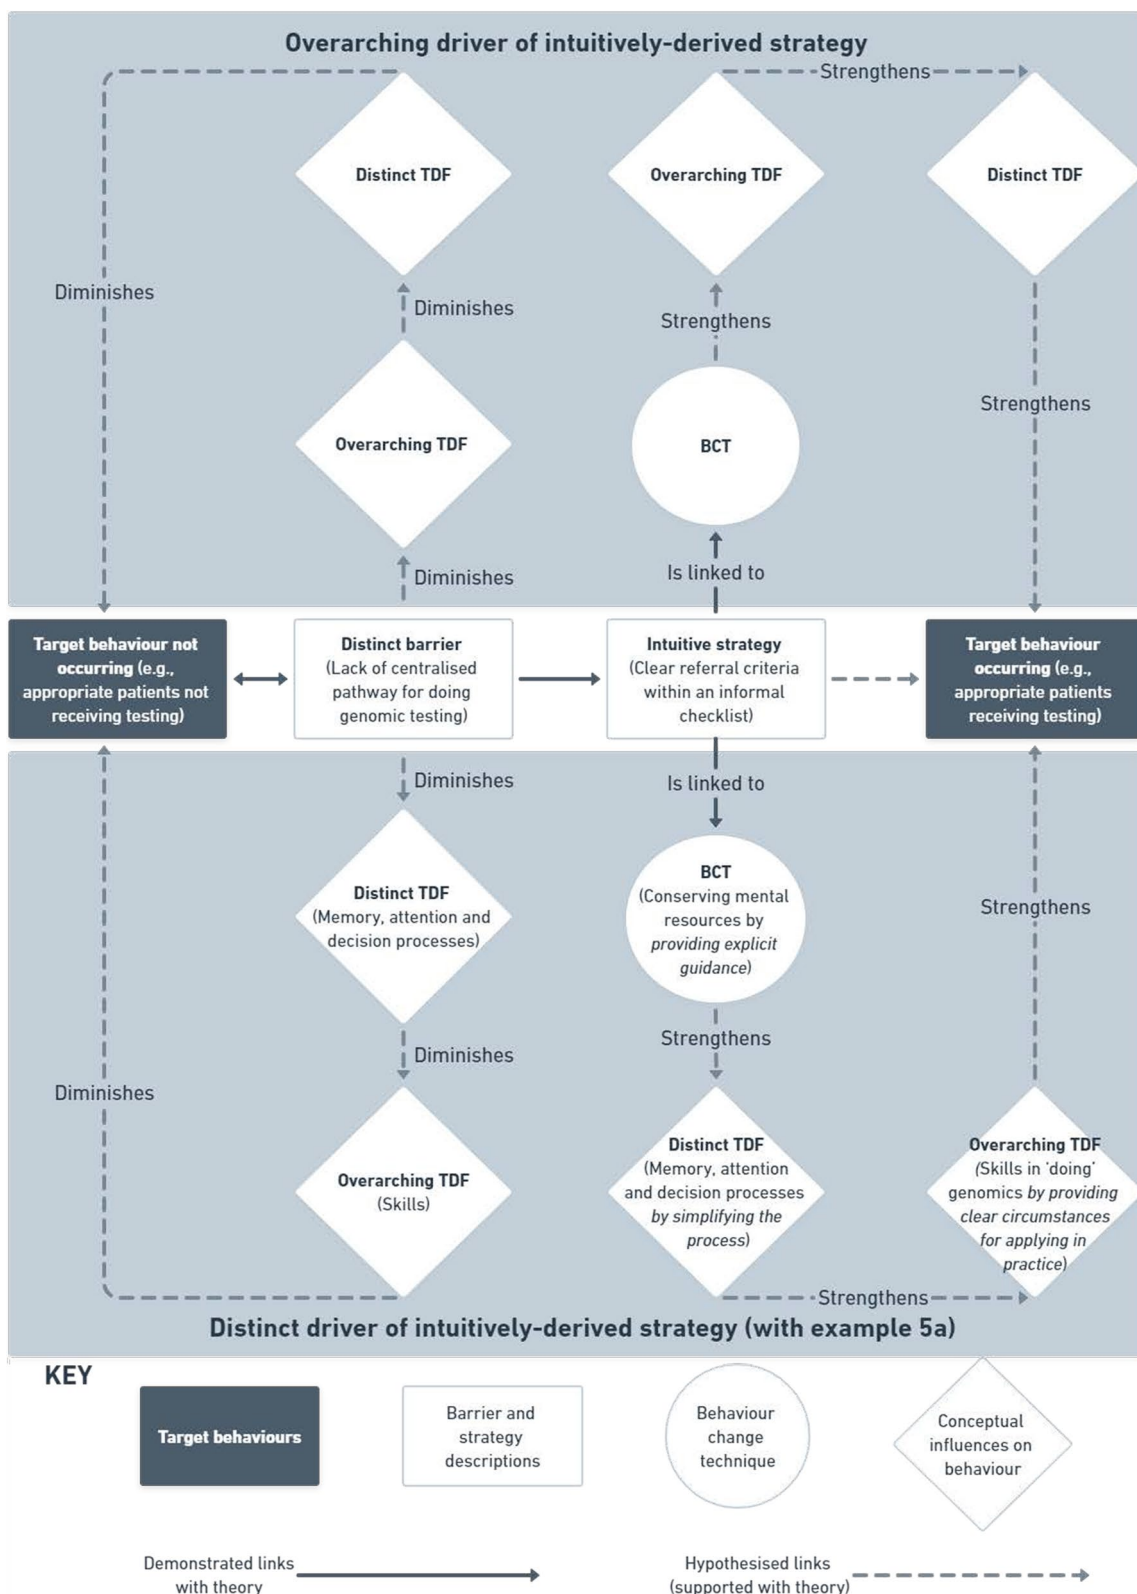 Overarching driver of intuitively-derived strategy
Strengthens
Distinct TDF
Overarching TDF
Distinct TDF
Diminishes
Diminishes
Strengthens
Strengthens
Overarching TDF
BCT
Diminishes
Is linked to
Target behaviour not
occurring (e.g.,
appropriate patients not
receiving testing)
Distinct barrier
(Lack of centralised
pathway for doing
genomic testing)
Intuitive strategy
(Clear referral criteria
within an informal
checklist)
Target behaviour
occurring (e.g.,
appropriate patients
receiving testing)
Diminishes
Is linked to
Distinct TDF
(Memory, attention and
decision processes)
BCT
(Conserving mental
resources by
providing explicit
guidance)
Strengthens
Diminishes
Strengthens
Diminishes
Overarching TDF
(Skills)
Distinct TDF
(Memory, attention
and decision processes
by simplifying the
process)
Overarching TDF
(Skills in ‘doing’
genomics by providing
clear circumstances
for applying in
practice)
Strengthens
Distinct driver of intuitively-derived strategy (with example 5a)
KEY
Target behaviours
Barrier and
strategy
descriptions
Behaviour
change
technique
Conceptual
influences on
behaviour
Demonstrated links
with theory
Hypothesised links
(supported with theory)